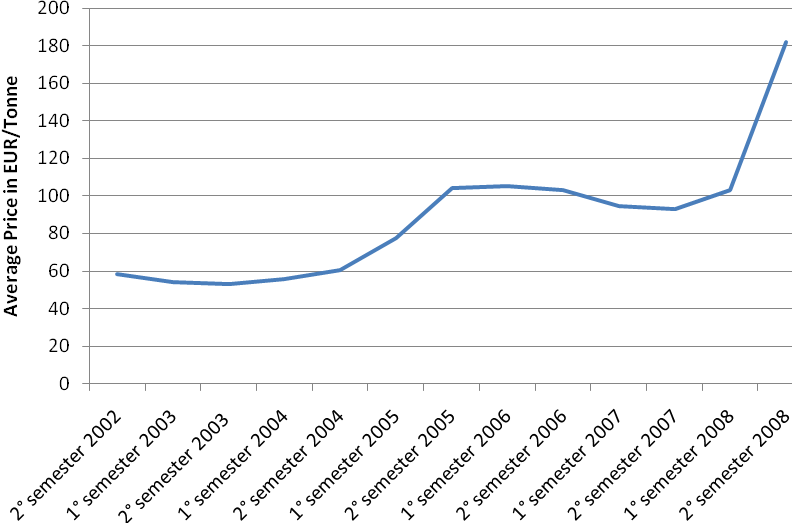 200
180
160
140
120
100
80
60
40
20
0
Average Price in EUR/Tonne
2° semester 2002
1° semester 2003
2° semester 2003
1° semester 2004
2° semester 2004
1° semester 2005
2° semester 2005
1° semester 2006
2° semester 2006
1° semester 2007
2° semester 2007
1° semester 2008
2° semester 2008